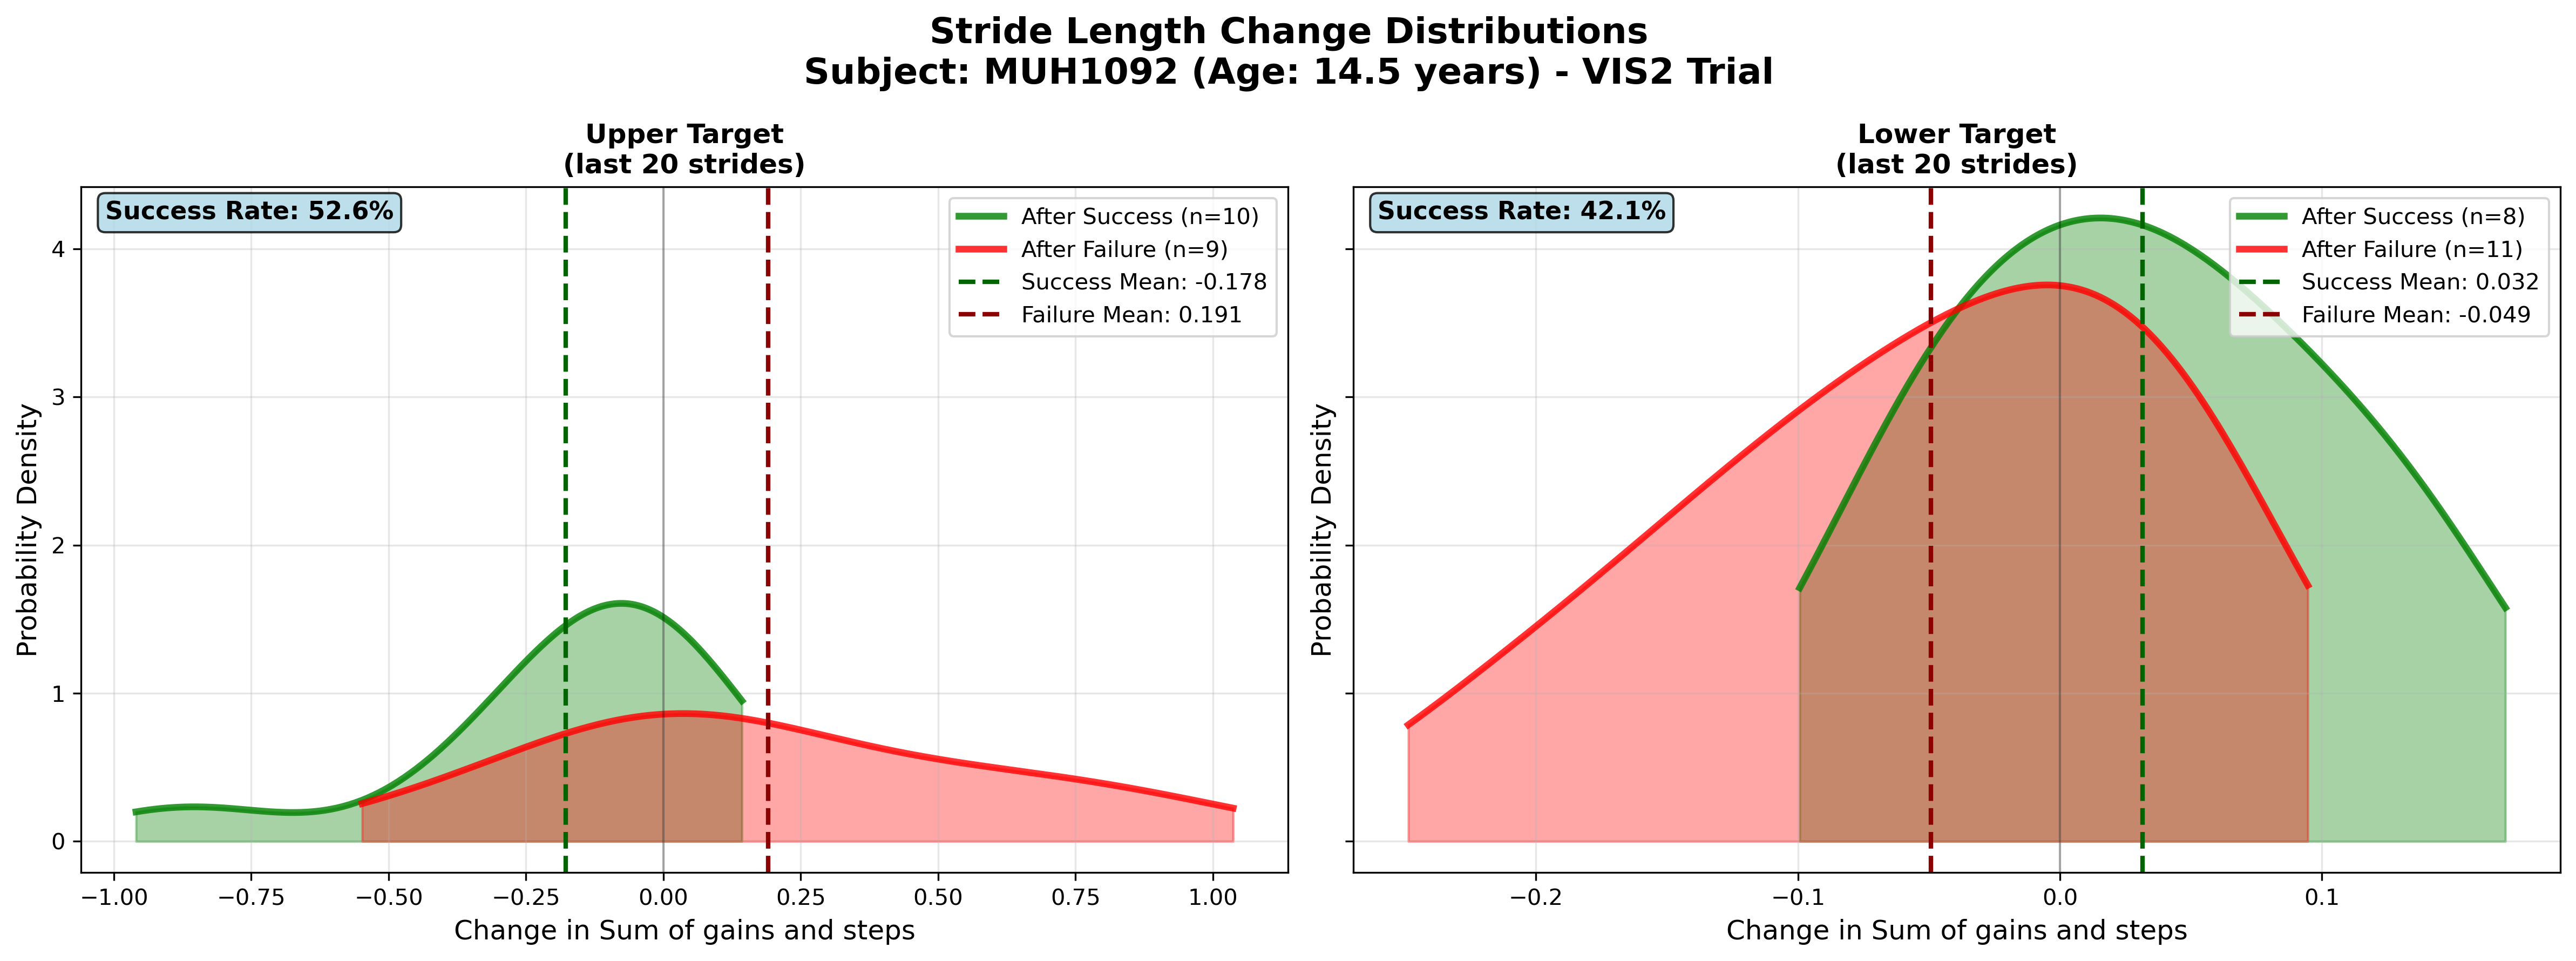 Stride Length Change Distributions
Subject: MUH1092 (Age: 14.5 years) - VIS2 Trial
Upper Target
(last 20 strides)
Success Rate: 52.6%
After Success (n=10)
After Failure (n=9)
Success Mean: -0.178
Failure Mean: 0.191
Probability Density
4
3
2
1
0
−1.00
−0.75
−0.50
−0.25
0.00
0.25
0.50
0.75
1.00
Change in Sum of gains and steps
Lower Target
(last 20 strides)
Success Rate: 42.1%
After Success (n=8)
After Failure (n=11)
Success Mean: 0.032
Failure Mean: -0.049
Probability Density
−0.2
−0.1
0.0
0.1
Change in Sum of gains and steps